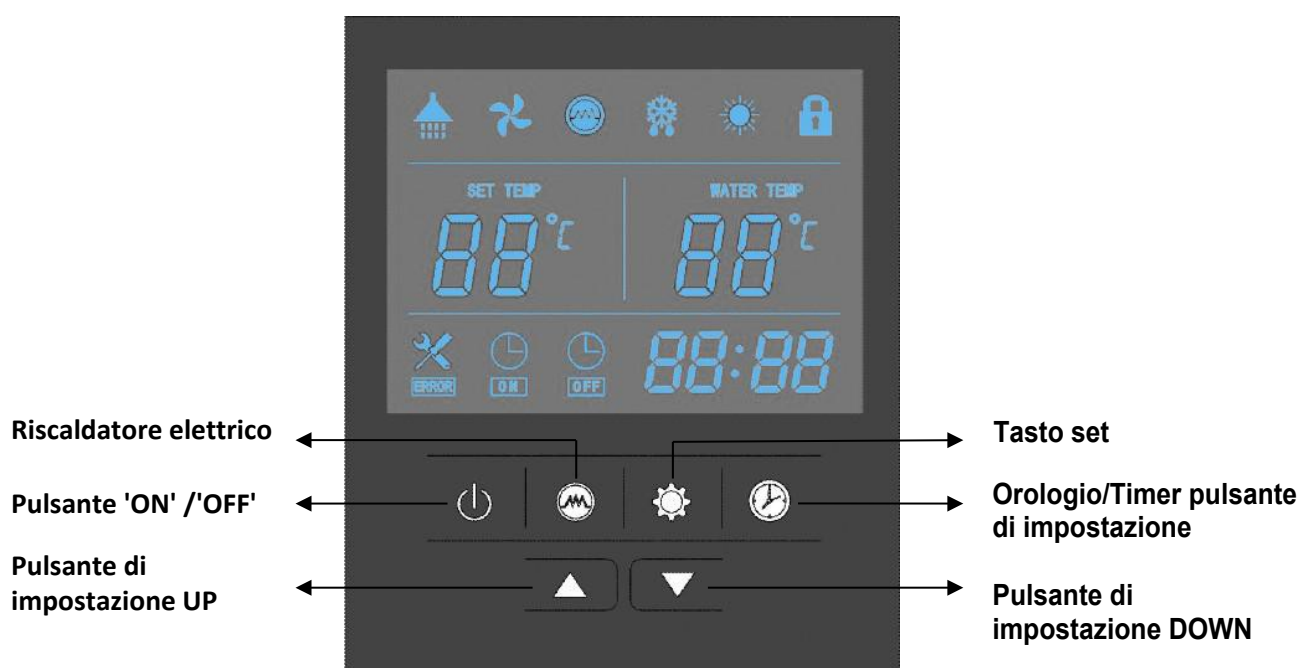 SET TEMP
WATER TEMP
88°C
88°C
ERROR
ON
OFF
88:88
Riscaldatore elettrico
Tasto set
Pulsante 'ON' /'OFF'
Orologio/Timer pulsante
di impostazione
Pulsante di
impostazione UP
Pulsante di
impostazione DOWN